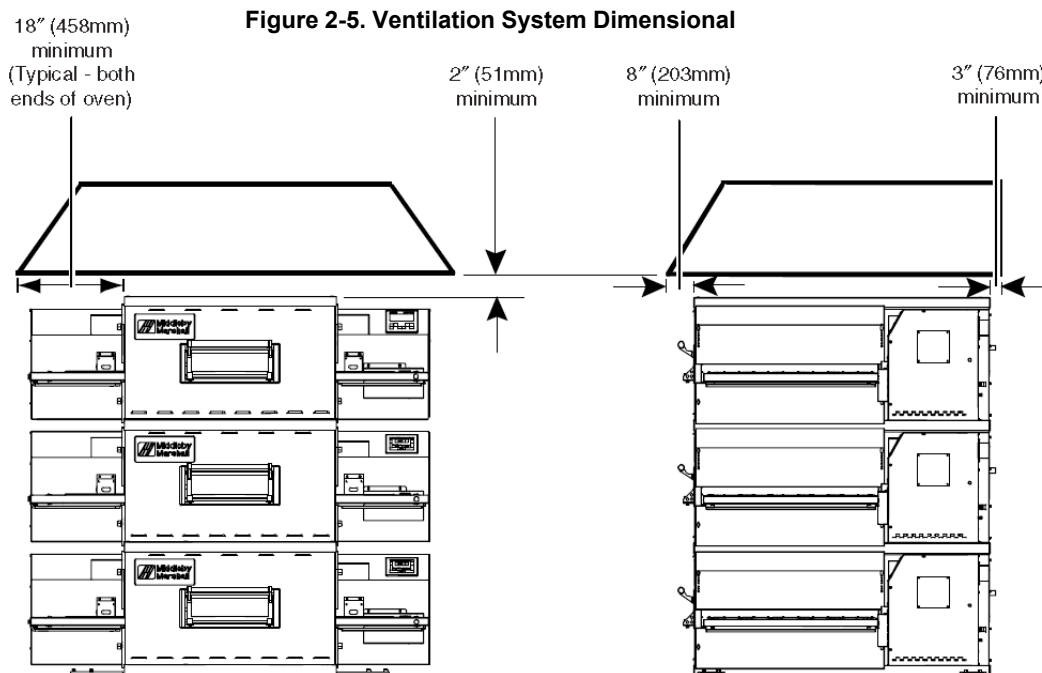 Figure 2-5. Ventilation System Dimensional
18″ (458mm)
minimum
(Typical - both
ends of oven)
2″ (51mm)
minimum
8″ (203mm)
minimum
3″ (76mm)
minimum
Middleby
Marshall
Middleby
Marshall
Middleby
Marshall